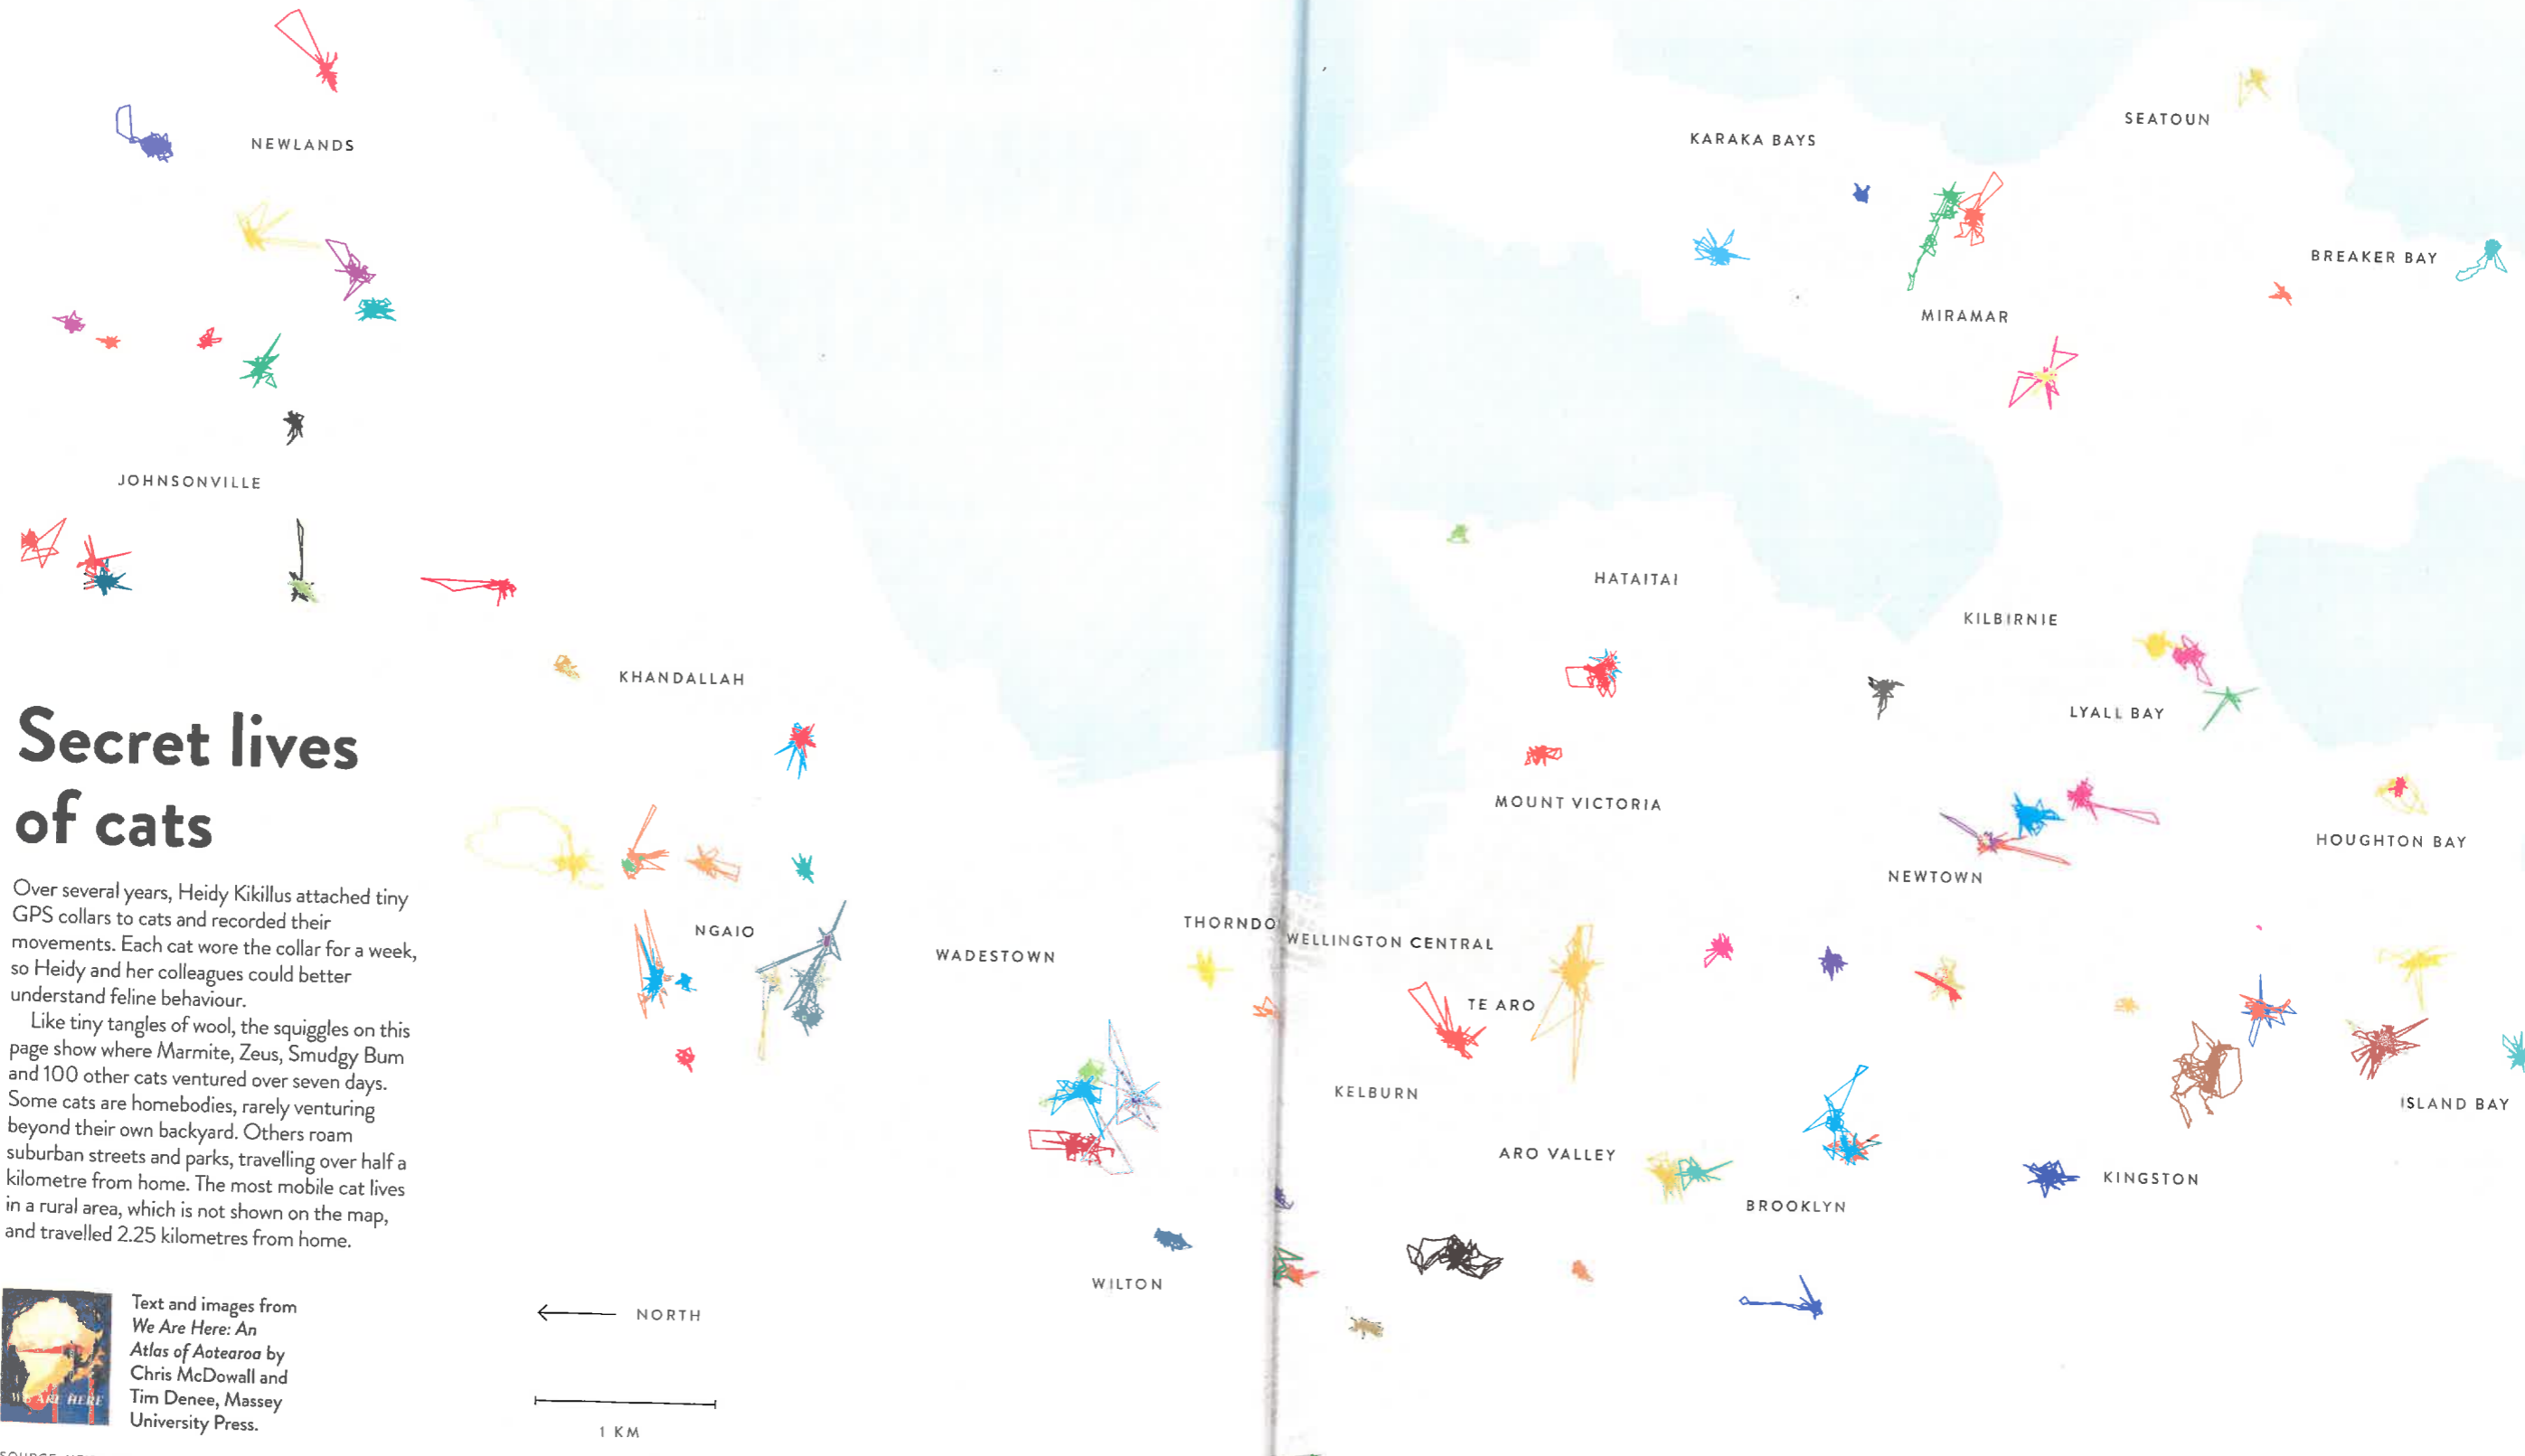 NEWLANDS
JOHNSONVILLE
KHANDALLAH
Secret lives
of cats
Over several years, Heidy Kikillus attached tiny
GPS collars to cats and recorded their
movements. Each cat wore the collar for a week,
so Heidy and her colleagues could better
understand feline behaviour.
Like tiny tangles of wool, the squiggles on this
page show where Marmite, Zeus, Smudgy Bum
and 100 other cats ventured over seven days.
Some cats are homebodies, rarely venturing
beyond their own backyard. Others roam
suburban streets and parks, travelling over half a
kilometre from home. The most mobile cat lives
in a rural area, which is not shown on the map,
and travelled 2.25 kilometres from home.
WE ARE HERE
Text and images from
We Are Here: An
Atlas of Aotearoa by
Chris McDowall and
Tim Denee, Massey
University Press.
NGAIO
WADESTOWN
THORNDO
WILTON
NORTH
1 KM
KARAKA BAYS
SEATOUN
BREAKER BAY
MIRAMAR
HATAITAI
KILBIRNIE
LYALL BAY
MOUNT VICTORIA
HOUGHTON BAY
NEWTOWN
WELLINGTON CENTRAL
TE ARO
KELBURN
ISLAND BAY
ARO VALLEY
KINGSTON
BROOKLYN